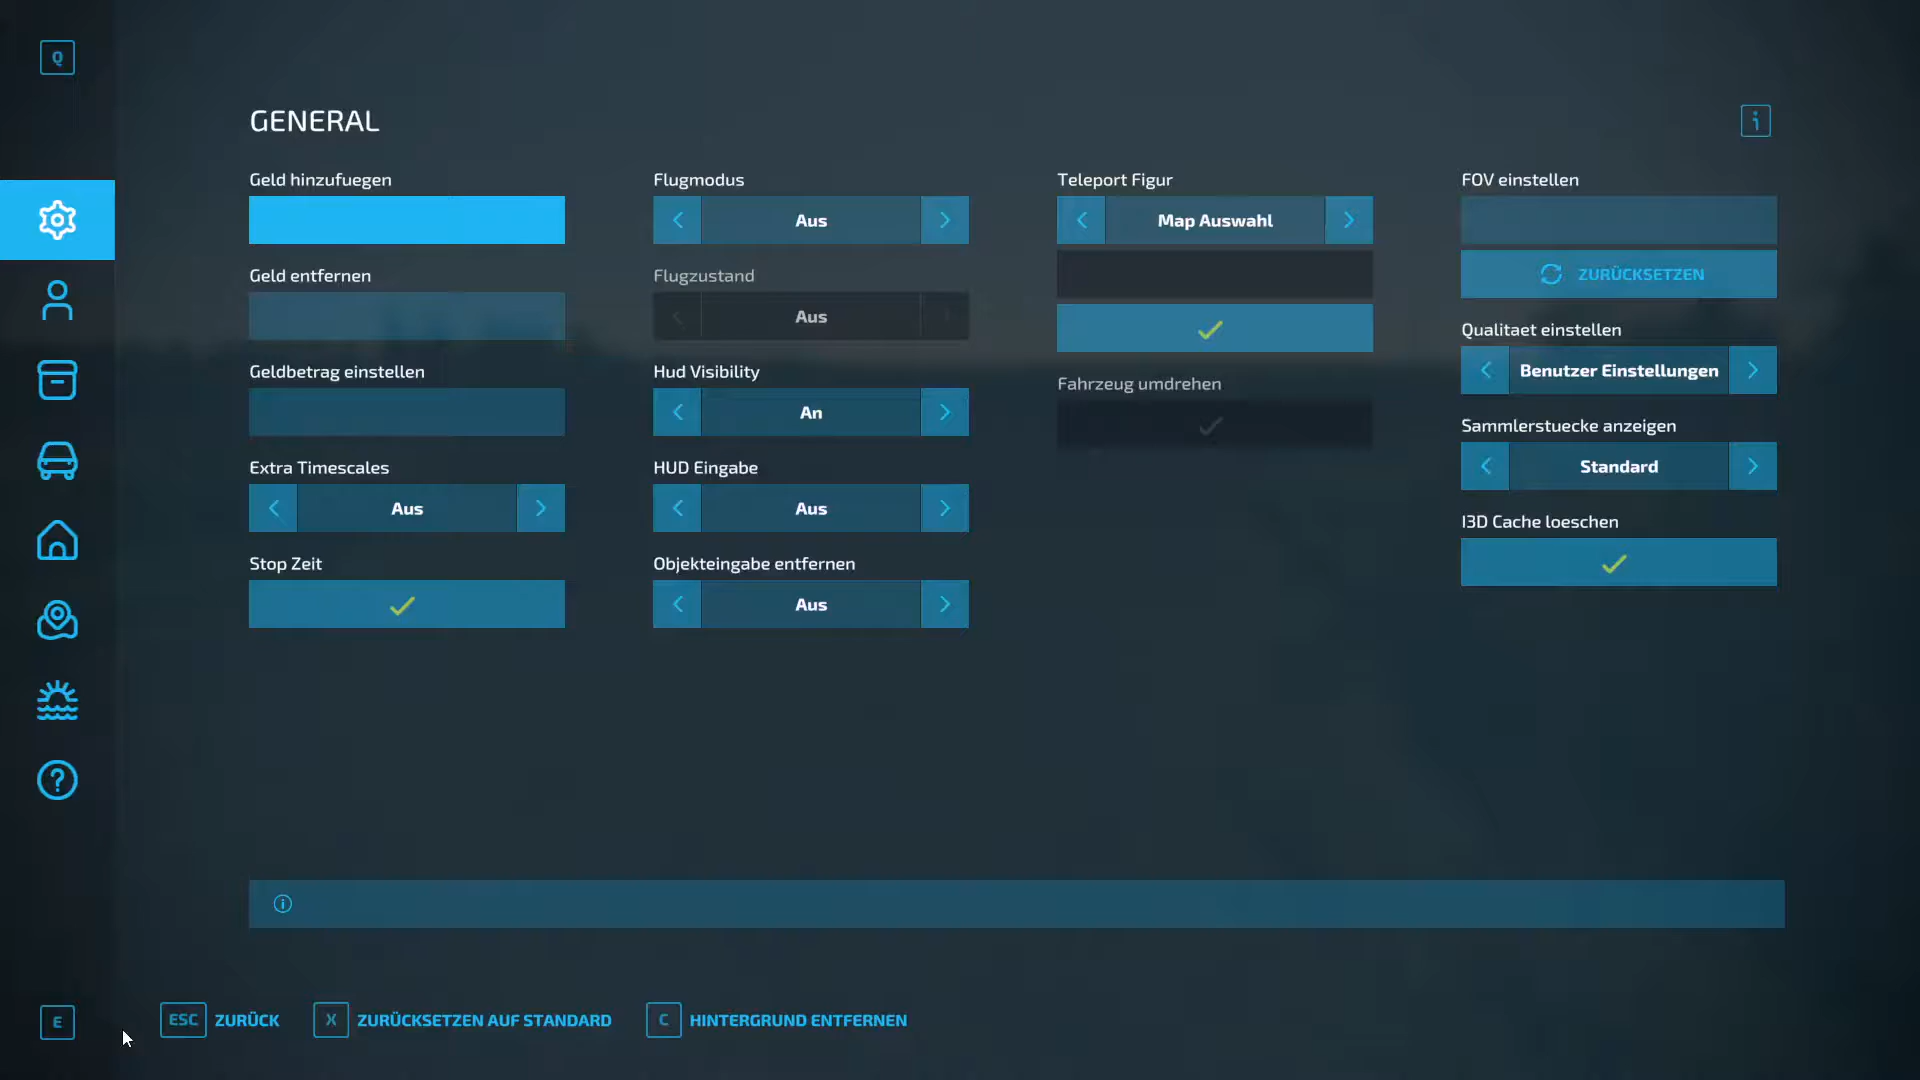 Q
GENERAL
Geld hinzufuegen
Geld entfernen
Geldbetrag einstellen
Extra Timescales
Aus
Stop Zeit
Flugmodus
Aus
Flugzustand
Aus
Hud Visibility
An
HUD Eingabe
Aus
Objekteingabe entfernen
Aus
Teleport Figur
Map Auswahl
Fahrzeug umdrehen
FOV einstellen
ZURÜCKSETZEN
Qualitaet einstellen
Benutzer Einstellungen
Sammlerstuecke anzeigen
Standard
I3D Cache loeschen
E
ESC ZURÜCK X ZURÜCKSETZEN AUF STANDARD C HINTERGRUND ENTFERNEN